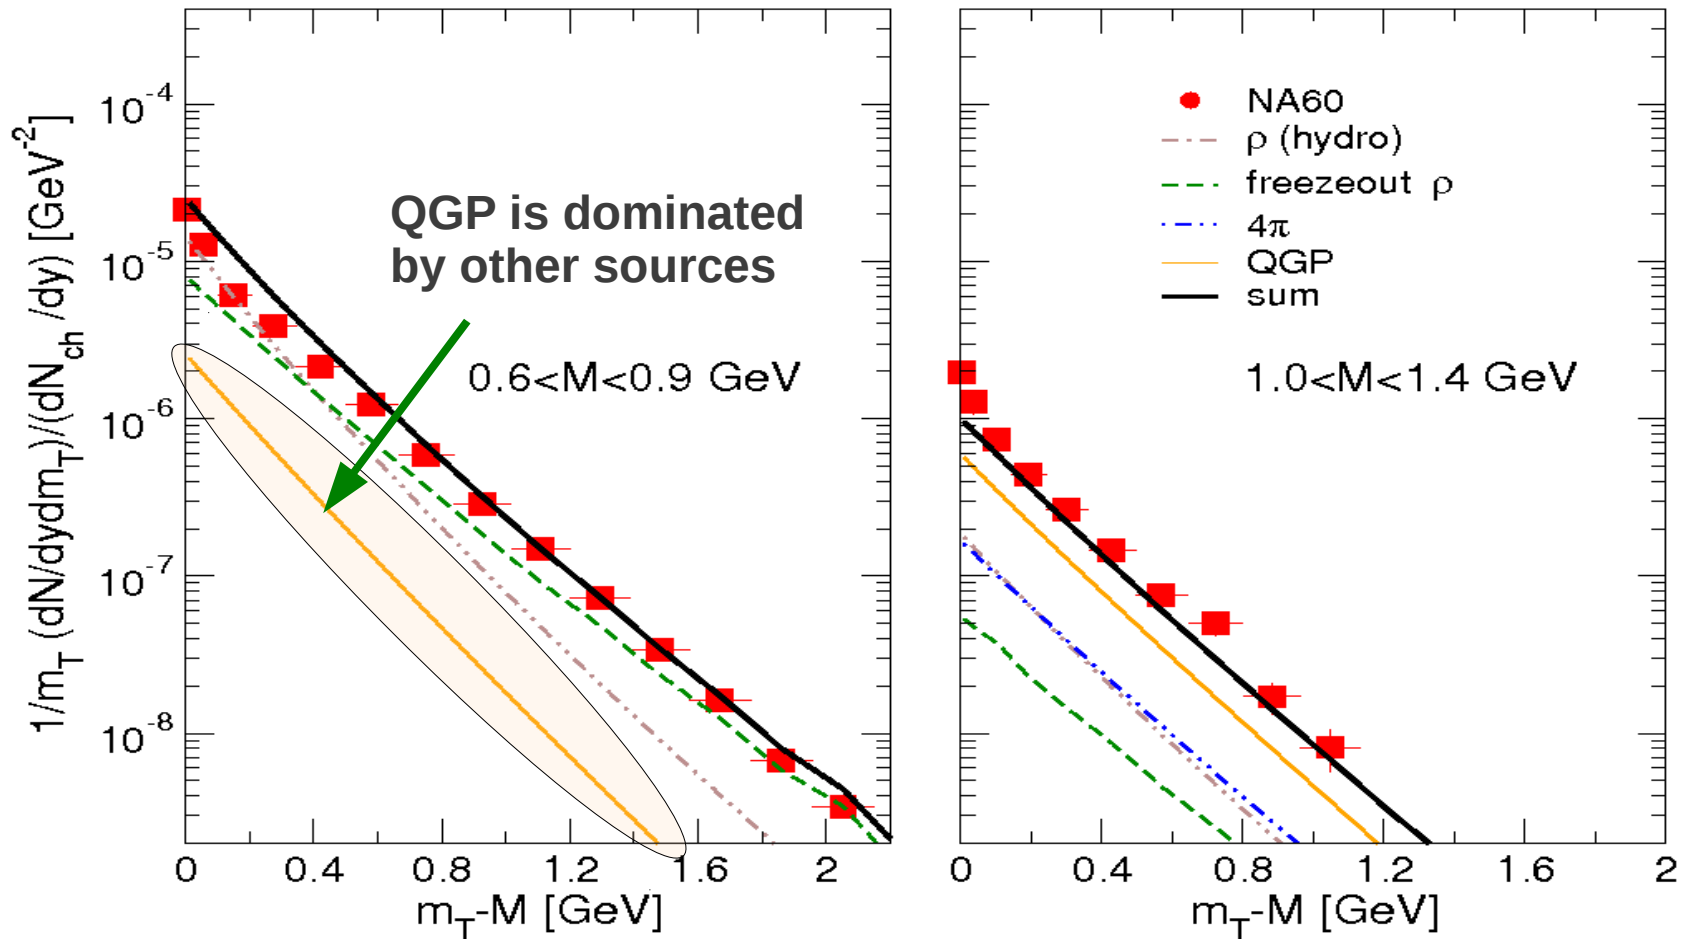 1/m_T (dN/dydm_T)/(dN_ch /dy) [GeV^-2]
10^-4
10^-5
10^-6
10^-7
10^-8
QGP is dominated
by other sources
0.6<M<0.9 GeV
0 0.4 0.8 1.2 1.6 2
m_T-M [GeV]
NA60
ρ (hydro)
freezeout ρ
4π
QGP
sum
1.0<M<1.4 GeV
0 0.4 0.8 1.2 1.6 2
m_T-M [GeV]